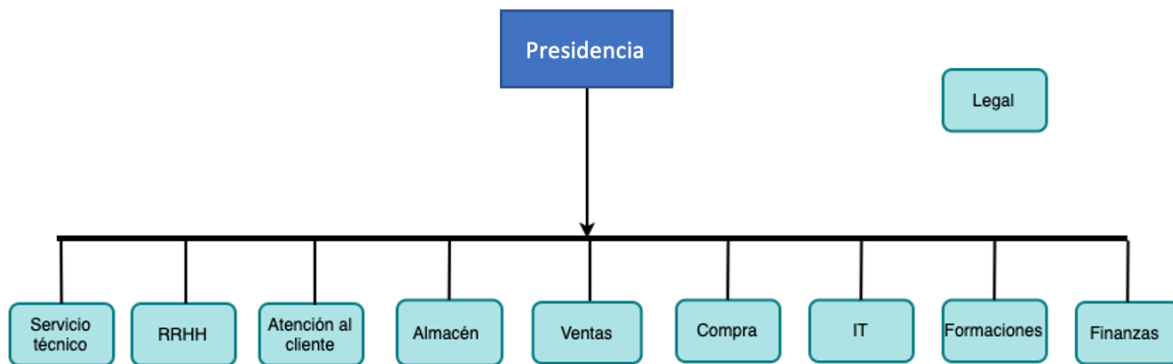 Presidencia
Legal
Servicio
técnico
RRHH
Atención al
cliente
Almacén
Ventas
Compra
IT
Formaciones
Finanzas